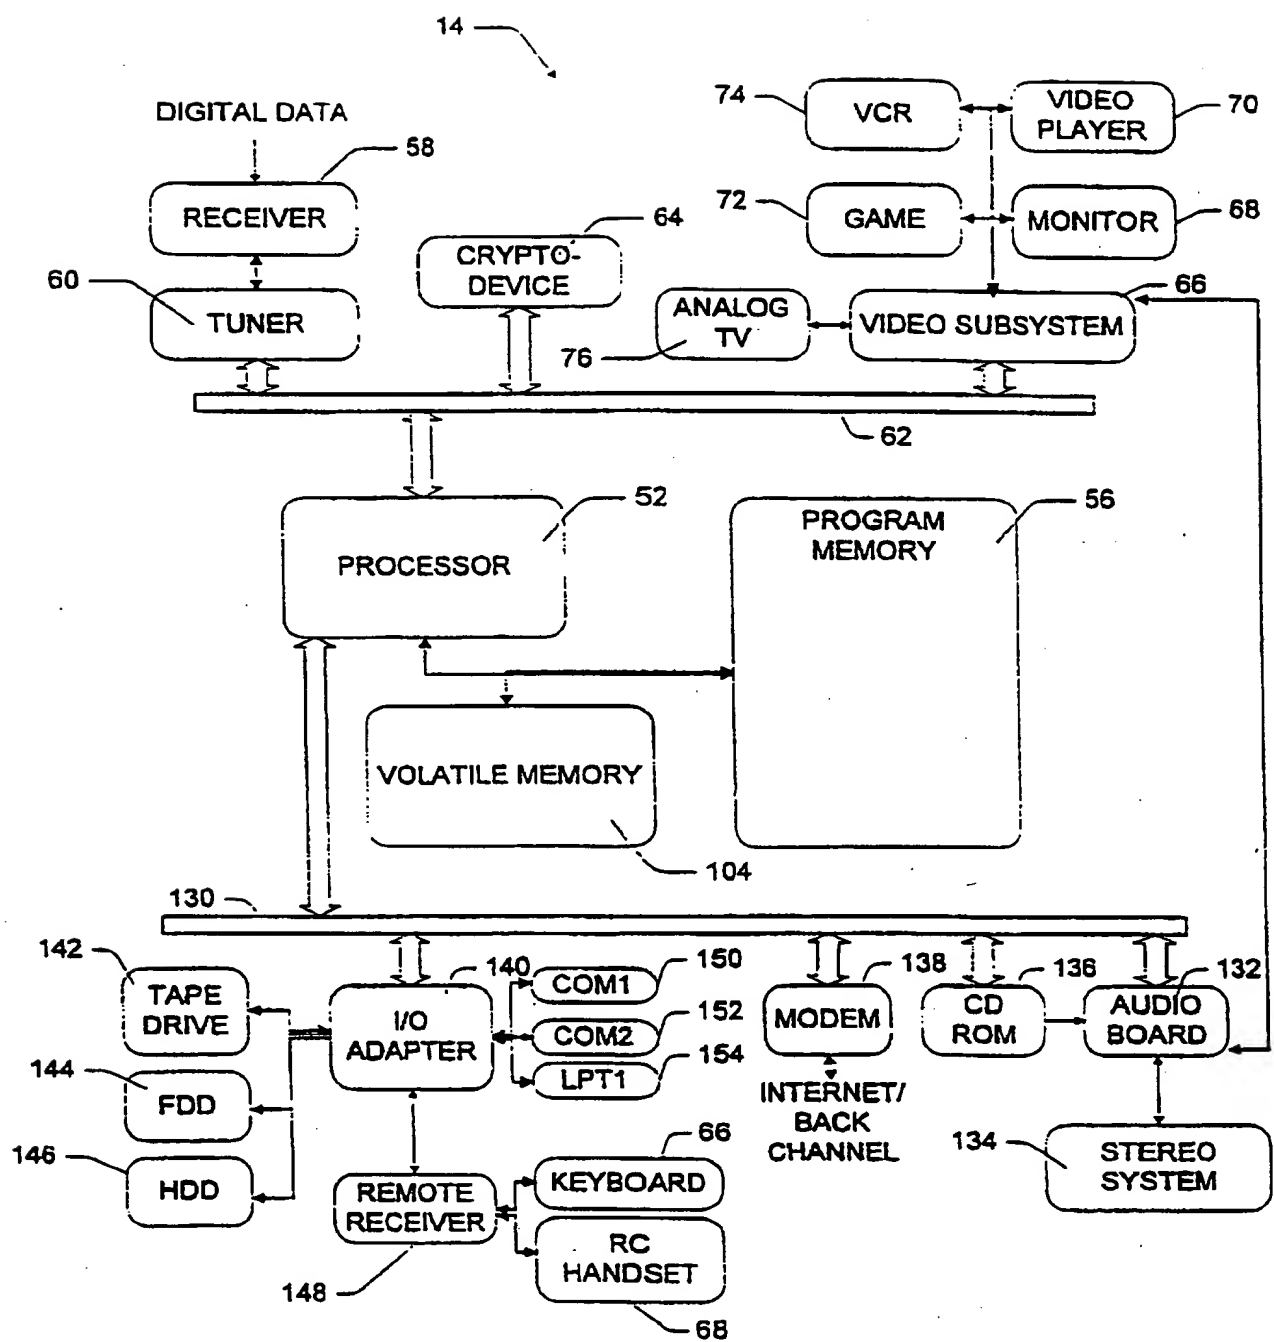 14
DIGITAL DATA
58
RECEIVER
60
TUNER
64
CRYPTO-
DEVICE
74
VCR
VIDEO
PLAYER
70
72
GAME
MONITOR
68
66
ANALOG
TV
76
VIDEO SUBSYSTEM
62
52
PROCESSOR
PROGRAM
MEMORY
56
VOLATILE MEMORY
104
130
142
TAPE
DRIVE
144
FDD
146
HDD
140
I/O
ADAPTER
COM1
150
COM2
152
LPT1
154
138
MODEM
INTERNET/
BACK
CHANNEL
136
CD
ROM
132
AUDIO
BOARD
134
STEREO
SYSTEM
REMOTE
RECEIVER
148
66
KEYBOARD
RC
HANDSET
68